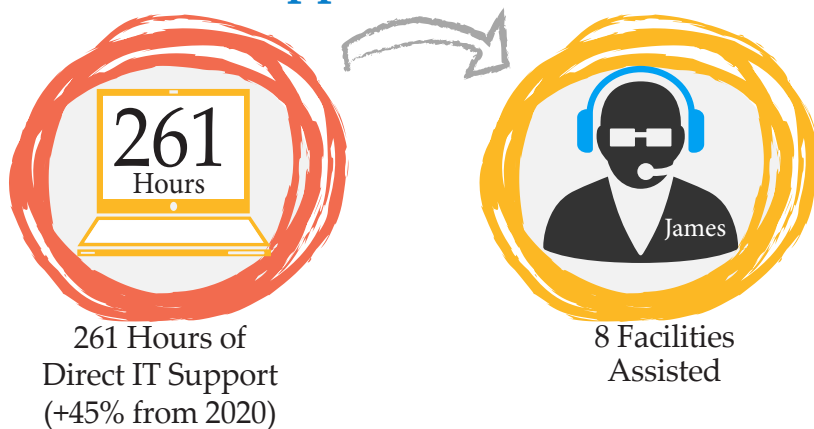 261
Hours
James
261 Hours of
Direct IT Support
(+45% from 2020)
8 Facilities
Assisted